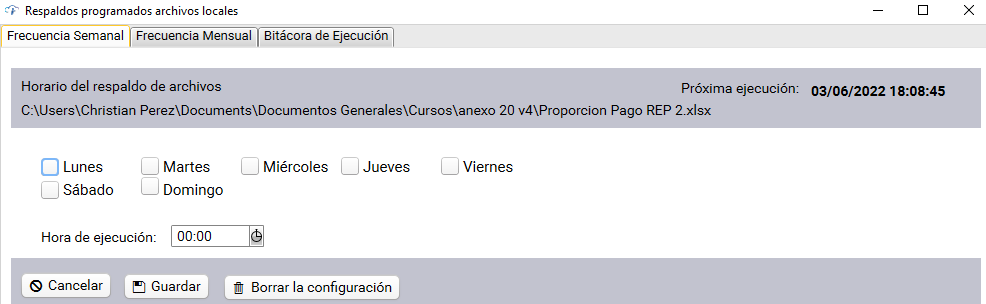 Respaldos programados archivos locales
Frecuencia Semanal Frecuencia Mensual Bitácora de Ejecución
Horario del respaldo de archivos Próxima ejecución: 03/06/2022 18:08:45
C:\Users\Christian Perez\Documents\Documentos Generales\Cursos\anexo 20 v4\Proporcion Pago REP 2.xlsx
Lunes Martes Miércoles Jueves Viernes
Sábado Domingo
Hora de ejecución: 00:00
Cancelar Guardar Borrar la configuración